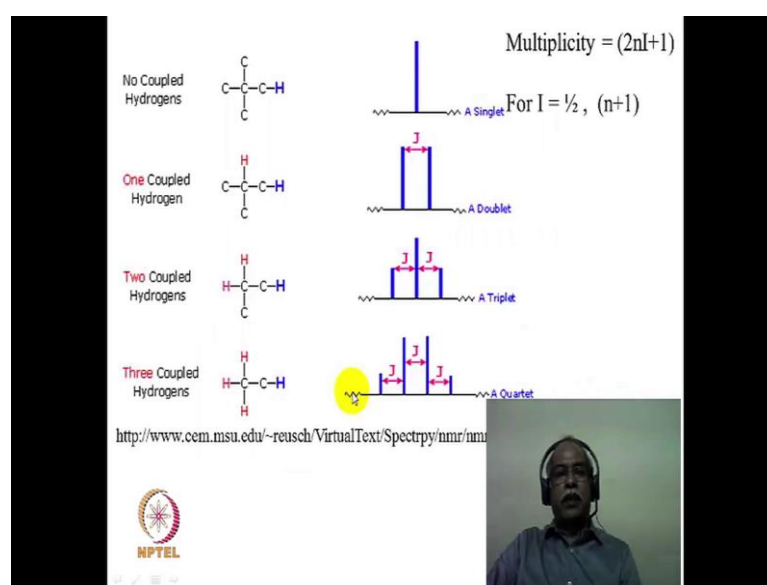 Multiplicity = (2nI+1)
For I = ½ , (n+1)
No Coupled
Hydrogens
C
C-C-C-H
C
A Singlet
One Coupled
Hydrogen
H
C-C-C-H
C
J
A Doublet
Two Coupled
Hydrogens
H
H-C-C-H
C
J J
A Triplet
Three Coupled
Hydrogens
H
H-C-C-H
H
J J J
A Quartet
http://www.cem.msu.edu/~reusch/VirtualText/Spectrpy/nmr/nm
NPTEL